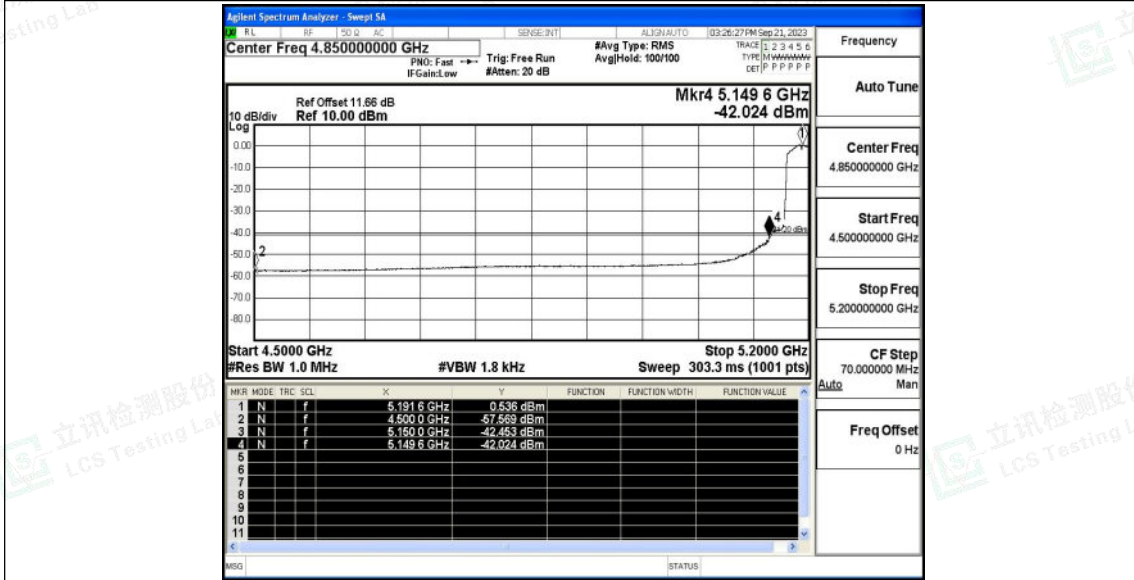 Agilent Spectrum Analyzer - Swept SA
RL RF 50 Ω AC SENSE:INT ALIGN AUTO 03:26:27 PM Sep 21, 2023
Center Freq 4.850000000 GHz
PNO: Fast
IFGain:Low
Trig: Free Run
#Atten: 20 dB
#Avg Type: RMS
Avg|Hold: 100/100
TRACE 1 2 3 4 5 6
TYPE M WWWWW
DET P P P P P P
Frequency
Mkr4 5.149 6 GHz
-42.024 dBm
Ref Offset 11.66 dB
10 dB/div Ref 10.00 dBm
Log
0.00
-10.0
-20.0
-30.0
-40.0
-50.0
-60.0
-70.0
-80.0
1
2
4
Start 4.5000 GHz Stop 5.2000 GHz
#Res BW 1.0 MHz #VBW 1.8 kHz Sweep 303.3 ms (1001 pts)
MKR MODE TRC SCL X Y FUNCTION FUNCTION WIDTH FUNCTION VALUE
1 N f 5.191 6 GHz 0.536 dBm
2 N f 4.500 0 GHz -57.569 dBm
3 N f 5.150 0 GHz -42.453 dBm
4 N f 5.149 6 GHz -42.024 dBm
5
6
7
8
9
10
11
MSG STATUS
Auto Tune
Center Freq
4.850000000 GHz
Start Freq
4.500000000 GHz
Stop Freq
5.200000000 GHz
CF Step
70.000000 MHz
Auto Man
Freq Offset
0 Hz
立讯检测股份
LCS Testing Lab